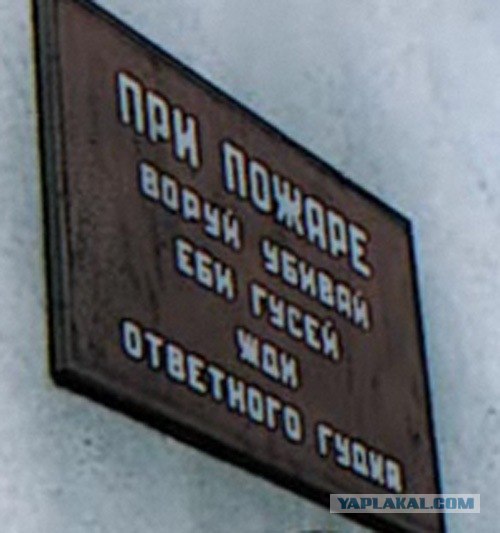 ПРИ ПОЖАРЕ
ВОРУЙ УБИВАЙ
ЕБИ ГУСЕЙ
ЖДИ
ОТВЕТНОГО ГУДКА
YAPLAKAL.COM